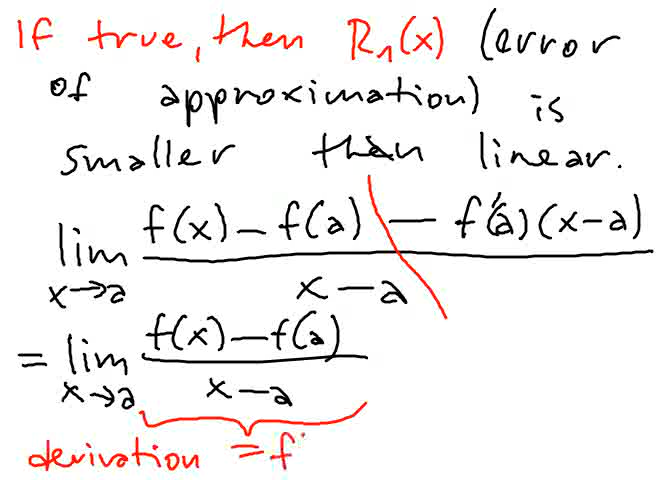 If true, then R₁(x) (error
of approximation) is
smaller than linear.
lim x→a (f(x) – f(a) – f'(a)(x–a)) / (x–a)
= lim x→a (f(x) – f(a)) / (x–a)
derivation = f'